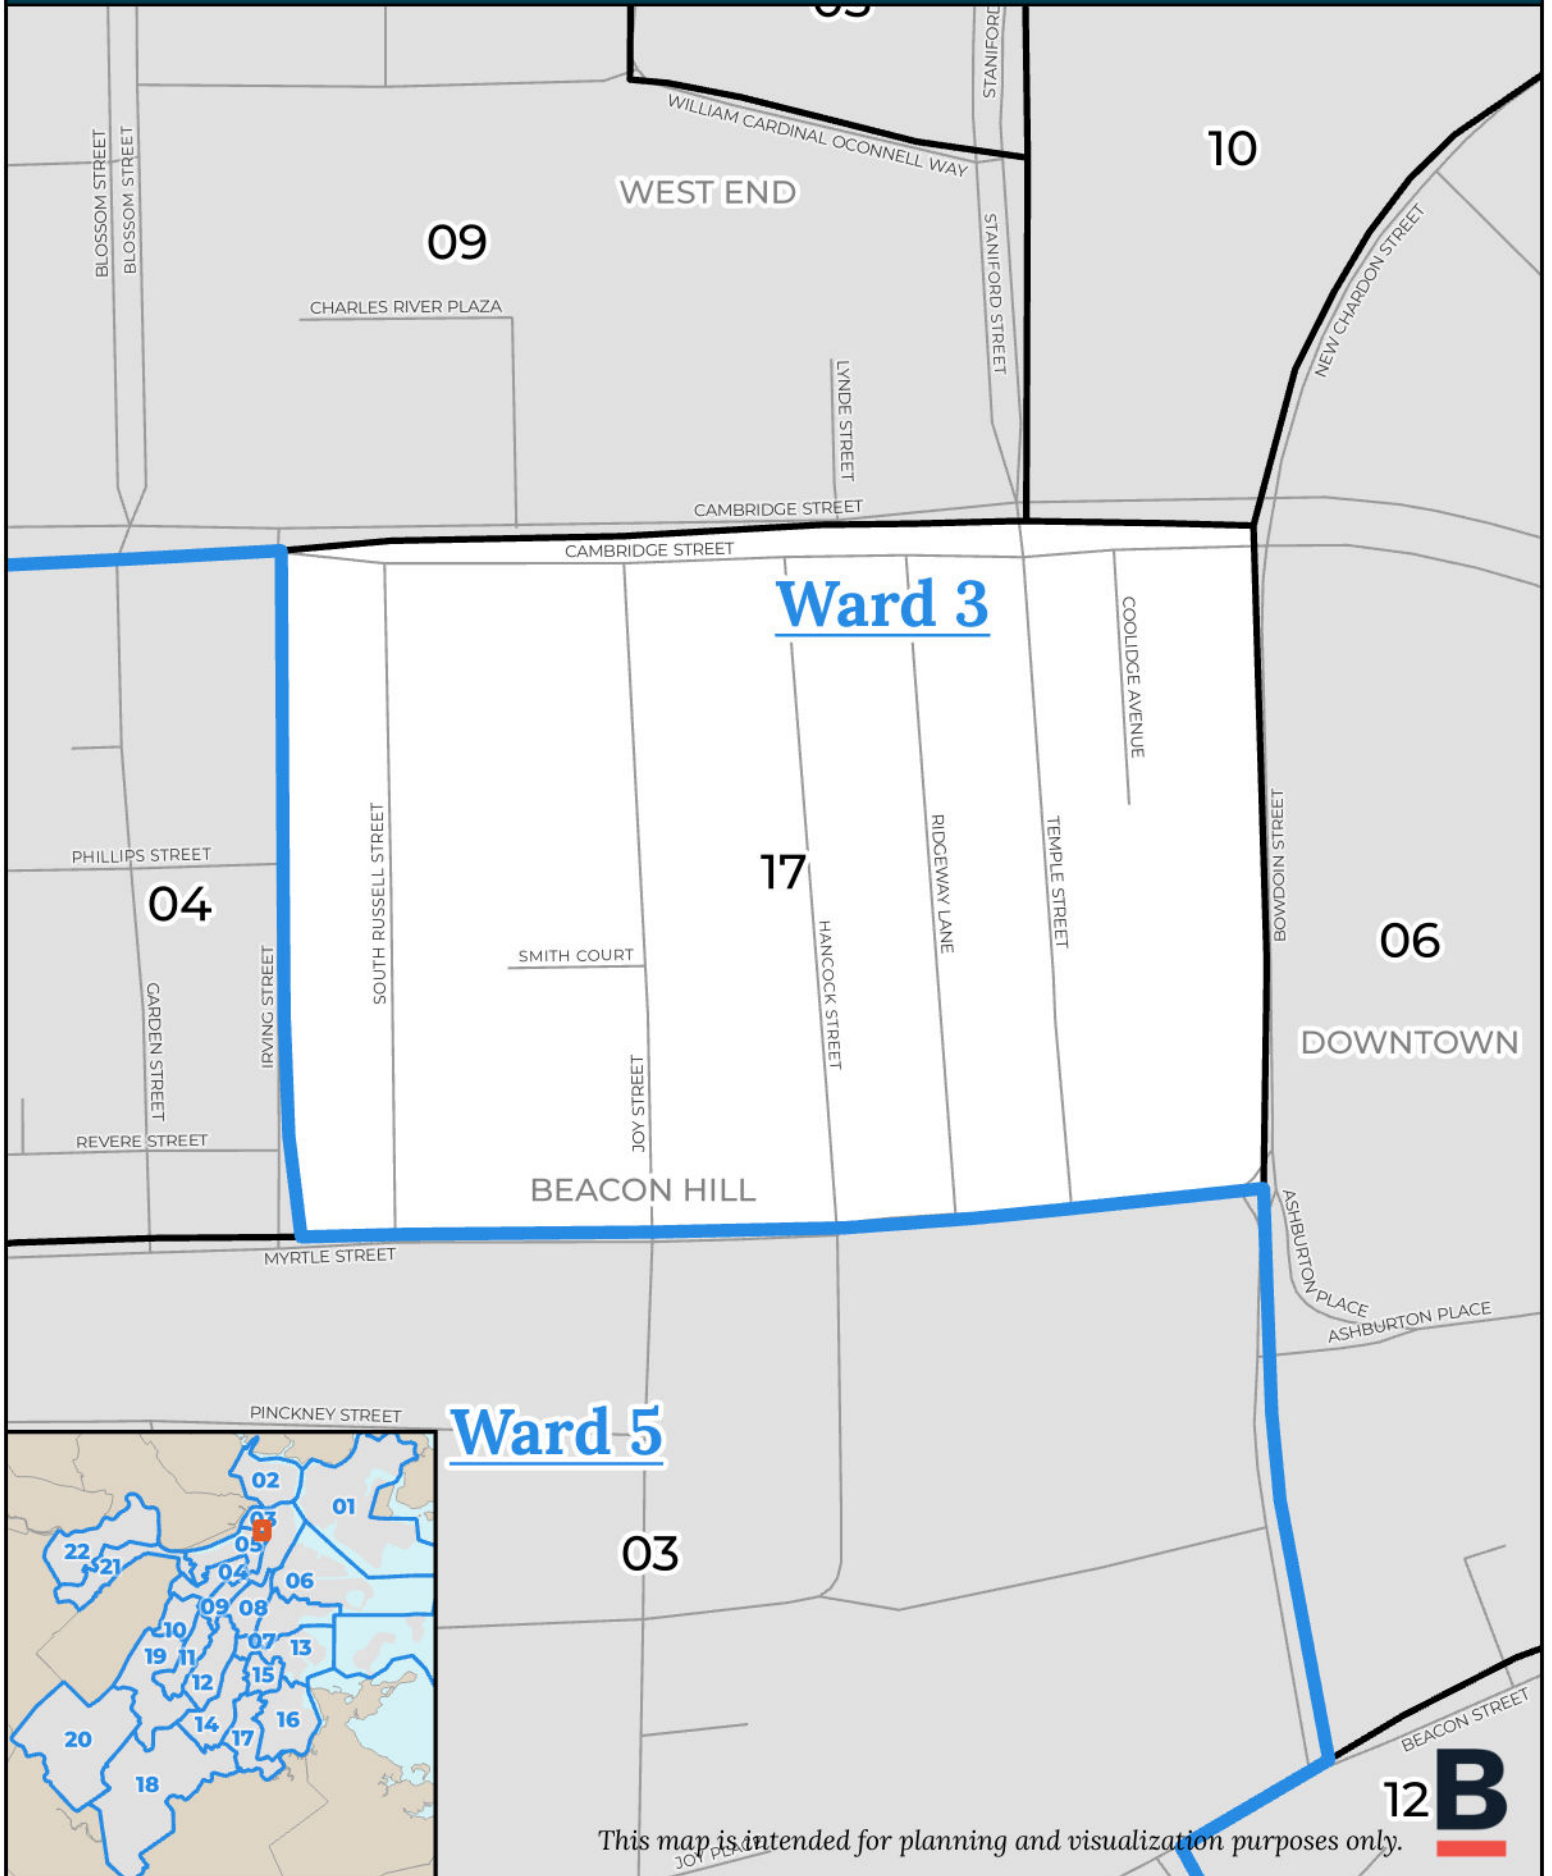 STANIFORD
WILLIAM CARDINAL OCONNELL WAY
10
BLOSSOM STREET
BLOSSOM STREET
WEST END
09
STANIFORD STREET
NEW CHARDON STREET
CHARLES RIVER PLAZA
LYNDE STREET
CAMBRIDGE STREET
CAMBRIDGE STREET
Ward 3
COOLIDGE AVENUE
SOUTH RUSSELL STREET
RIDGEWAY LANE
TEMPLE STREET
BOWDOIN STREET
PHILLIPS STREET
17
04
06
SMITH COURT
HANCOCK STREET
IRVING STREET
GARDEN STREET
DOWNTOWN
JOY STREET
REVERE STREET
BEACON HILL
ASHBURTON PLACE
MYRTLE STREET
ASHBURTON PLACE
PINCKNEY STREET
Ward 5
03
02
01
03
05
22
21
04
06
09
08
10
07
13
19
11
12
15
14
16
17
20
18
BEACON STREET
12
B
This map is intended for planning and visualization purposes only.
JOY PLACE